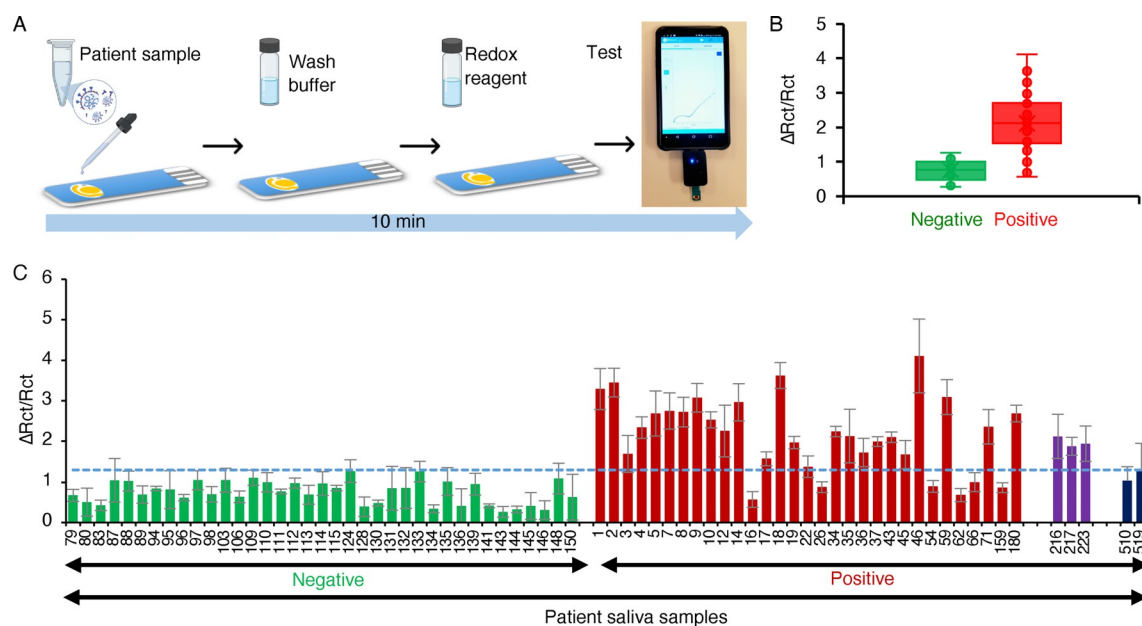 A
Patient sample
Wash
buffer
Redox
reagent
Test
10 min
B
ΔRct/Rct
5
4
3
2
1
0
Negative
Positive
C
ΔRct/Rct
6
5
4
3
2
1
0
79 80 83 87 88 89 94 95 96 97 98 103 106 109 110 111 112 113 114 115 124 128 130 131 132 133 134 135 136 139 141 143 144 145 146 148 150 1 2 3 4 5 7 8 9 10 12 14 16 17 18 19 22 26 34 35 36 37 43 45 46 54 59 62 66 71 159 180 216 217 223 510 519
Negative
Positive
Patient saliva samples